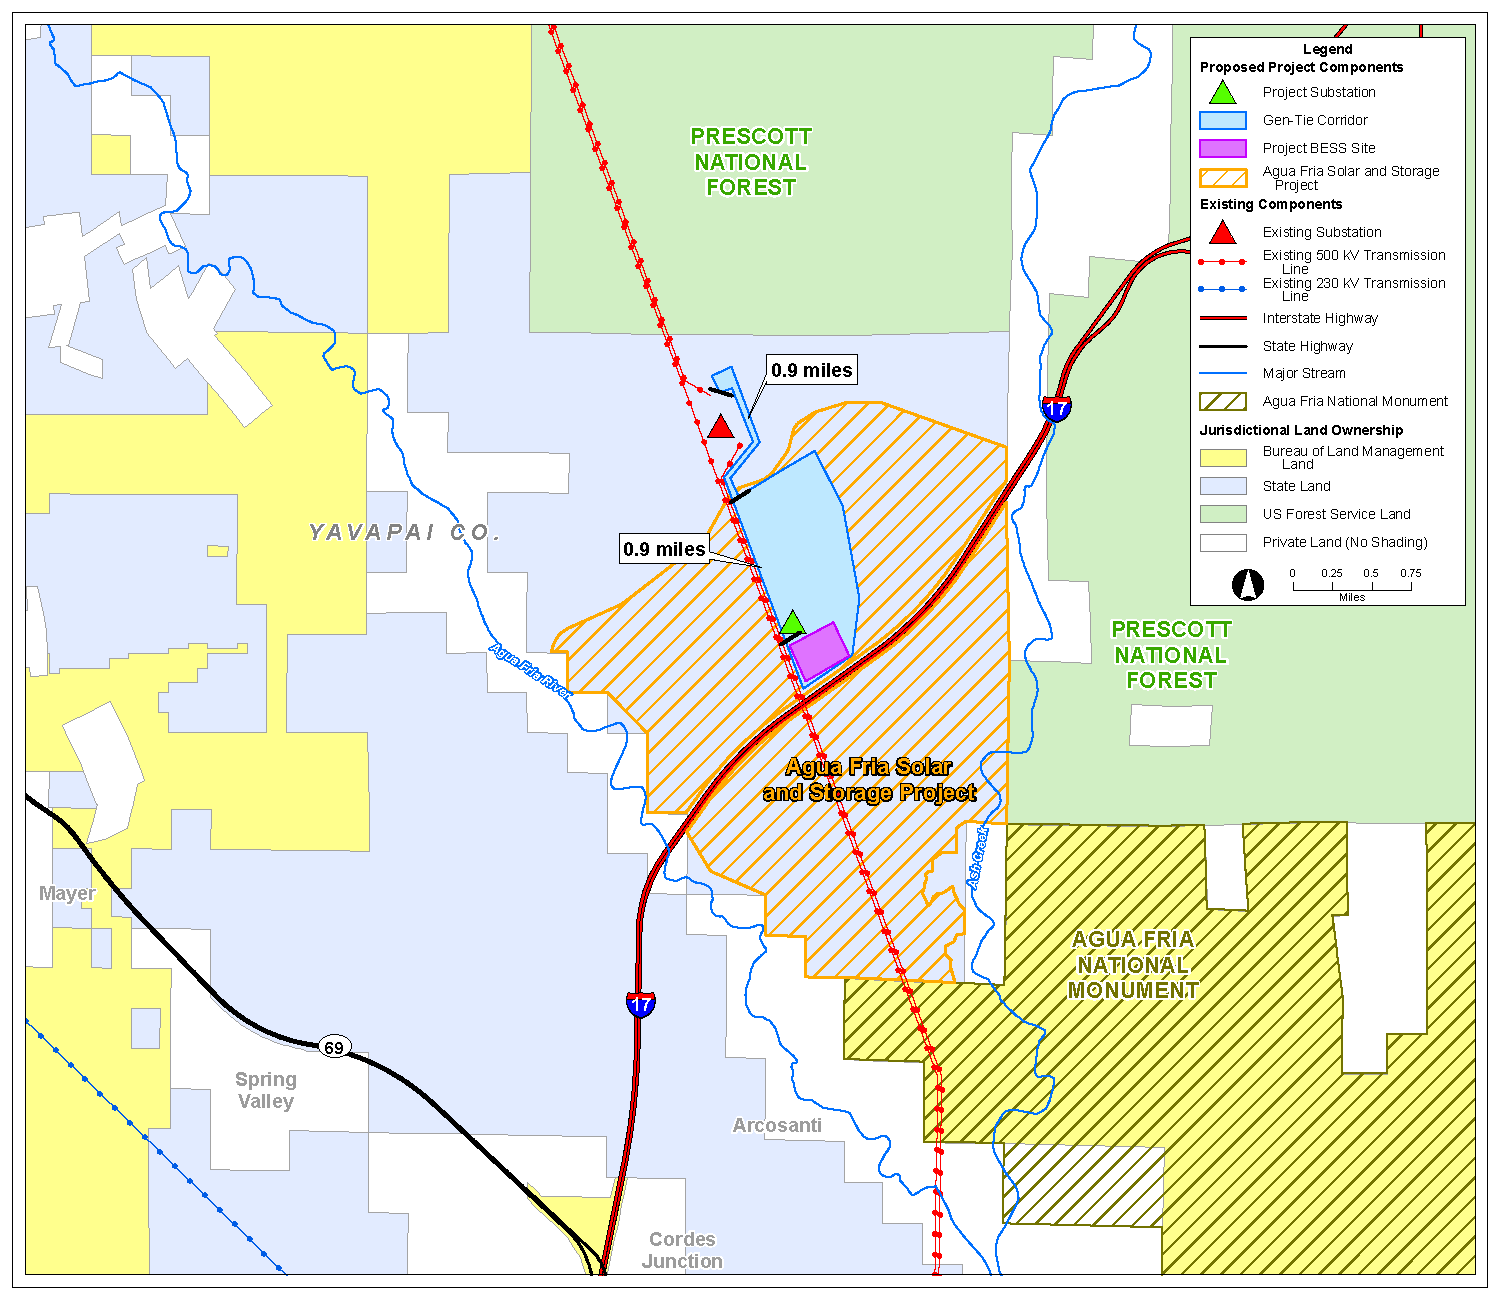 PRESCOTT
NATIONAL
FOREST
0.9 miles
17
YAVAPAI CO.
0.9 miles
Agua Fria River
PRESCOTT
NATIONAL
FOREST
Agua Fria Solar
and Storage Project
Ash Creek
Mayer
AGUA FRIA
NATIONAL
MONUMENT
17
69
Spring
Valley
Arcosanti
Cordes
Junction
Legend
Proposed Project Components
Project Substation
Gen-Tie Corridor
Project BESS Site
Agua Fria Solar and Storage
Project
Existing Components
Existing Substation
Existing 500 kV Transmission
Line
Existing 230 kV Transmission
Line
Interstate Highway
State Highway
Major Stream
Agua Fria National Monument
Jurisdictional Land Ownership
Bureau of Land Management
Land
State Land
US Forest Service Land
Private Land (No Shading)
0 0.25 0.5 0.75
Miles